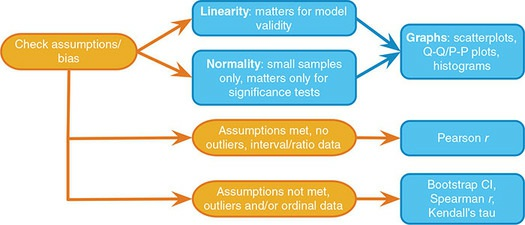 Check assumptions/
bias
Linearity: matters for model
validity
Normality: small samples
only, matters only for
significance tests
Graphs: scatterplots,
Q-Q/P-P plots,
histograms
Assumptions met, no
outliers, interval/ratio data
Pearson r
Assumptions not met,
outliers and/or ordinal data
Bootstrap CI,
Spearman r,
Kendall's tau